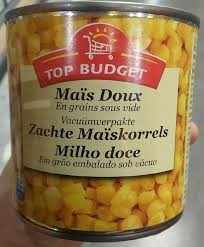 TOP BUDGET
Maïs Doux
En grains sous vide
Vacuümverpakte
Zachte Maïskorrels
Milho doce
Em grão embalado sob vácuo